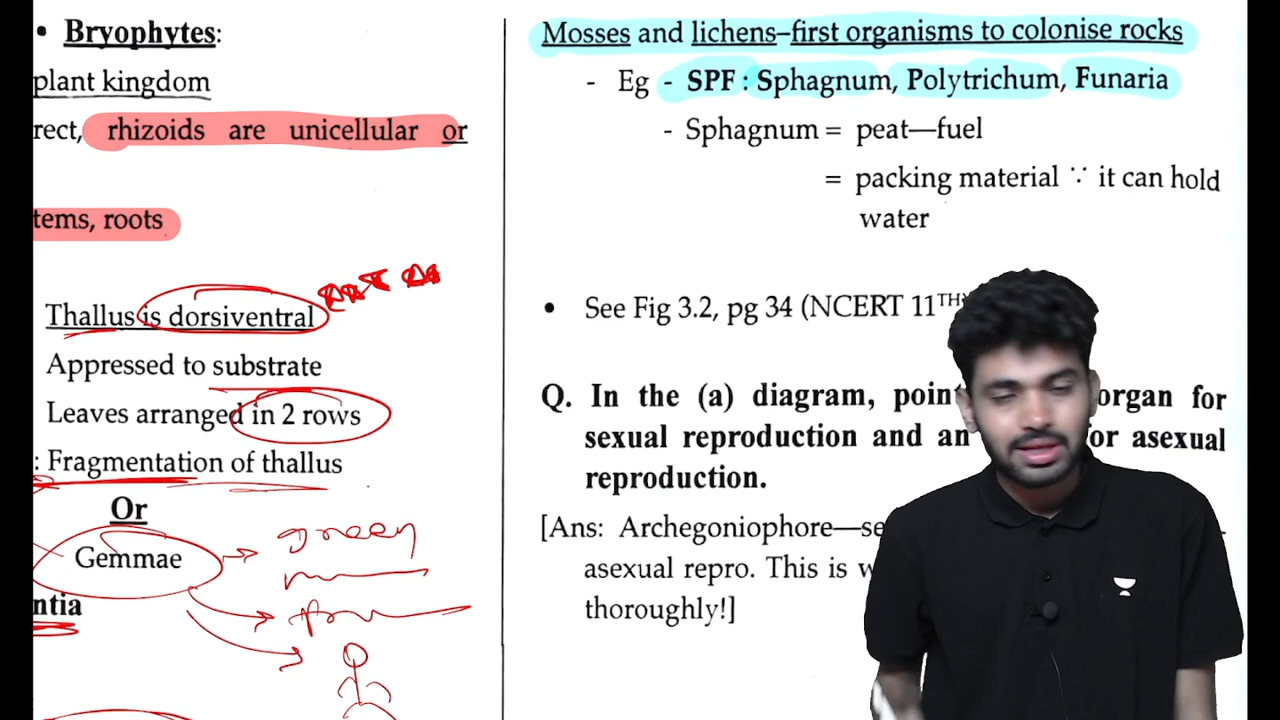 • Bryophytes:
plant kingdom
rect, rhizoids are unicellular or
tems, roots
Thallus is dorsiventral
Appressed to substrate
Leaves arranged in 2 rows
: Fragmentation of thallus
Or
Gemmae
green
ntia
Mosses and lichens–first organisms to colonise rocks
- Eg - SPF : Sphagnum, Polytrichum, Funaria
- Sphagnum = peat—fuel
= packing material ∵ it can hold
water
• See Fig 3.2, pg 34 (NCERT 11TH)
Q. In the (a) diagram, point organ for
sexual reproduction and an or asexual
reproduction.
[Ans: Archegoniophore—se
asexual repro. This is w
thoroughly!]